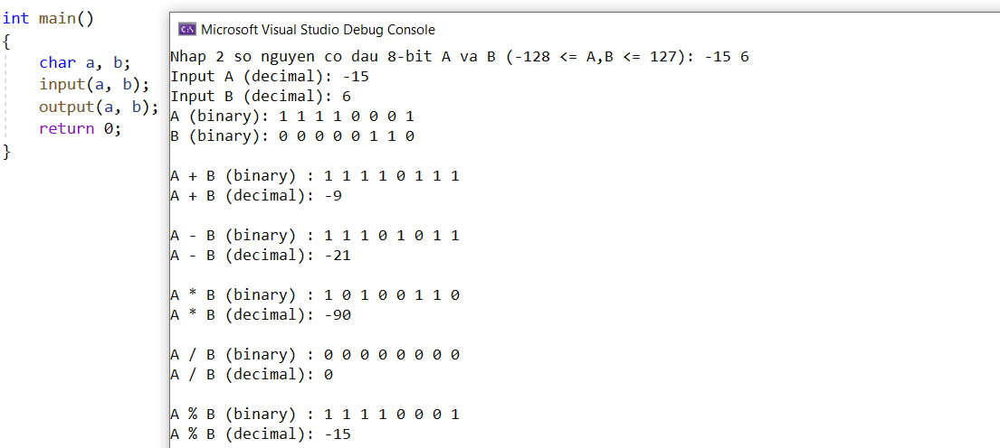 int main()
{
char a, b;
input(a, b);
output(a, b);
return 0;
}
Microsoft Visual Studio Debug Console
Nhap 2 so nguyen co dau 8-bit A va B (-128 <= A,B <= 127): -15 6
Input A (decimal): -15
Input B (decimal): 6
A (binary): 1 1 1 1 0 0 0 1
B (binary): 0 0 0 0 0 1 1 0
A + B (binary) : 1 1 1 1 0 1 1 1
A + B (decimal): -9
A - B (binary) : 1 1 1 0 1 0 1 1
A - B (decimal): -21
A * B (binary) : 1 0 1 0 0 1 1 0
A * B (decimal): -90
A / B (binary) : 0 0 0 0 0 0 0 0
A / B (decimal): 0
A % B (binary) : 1 1 1 1 0 0 0 1
A % B (decimal): -15